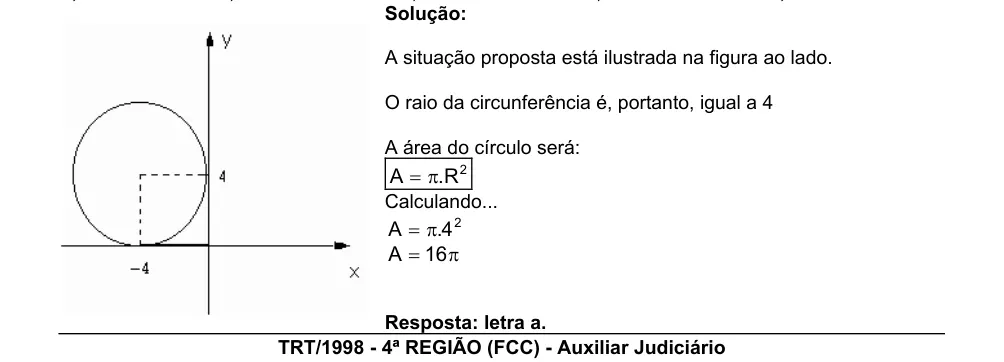 Solução:
y
A situação proposta está ilustrada na figura ao lado.
O raio da circunferência é, portanto, igual a 4
A área do círculo será:
A = π.R²
4
Calculando...
A = π.4²
A = 16π
-4
x
Resposta: letra a.
TRT/1998 - 4ª REGIÃO (FCC) - Auxiliar Judiciário